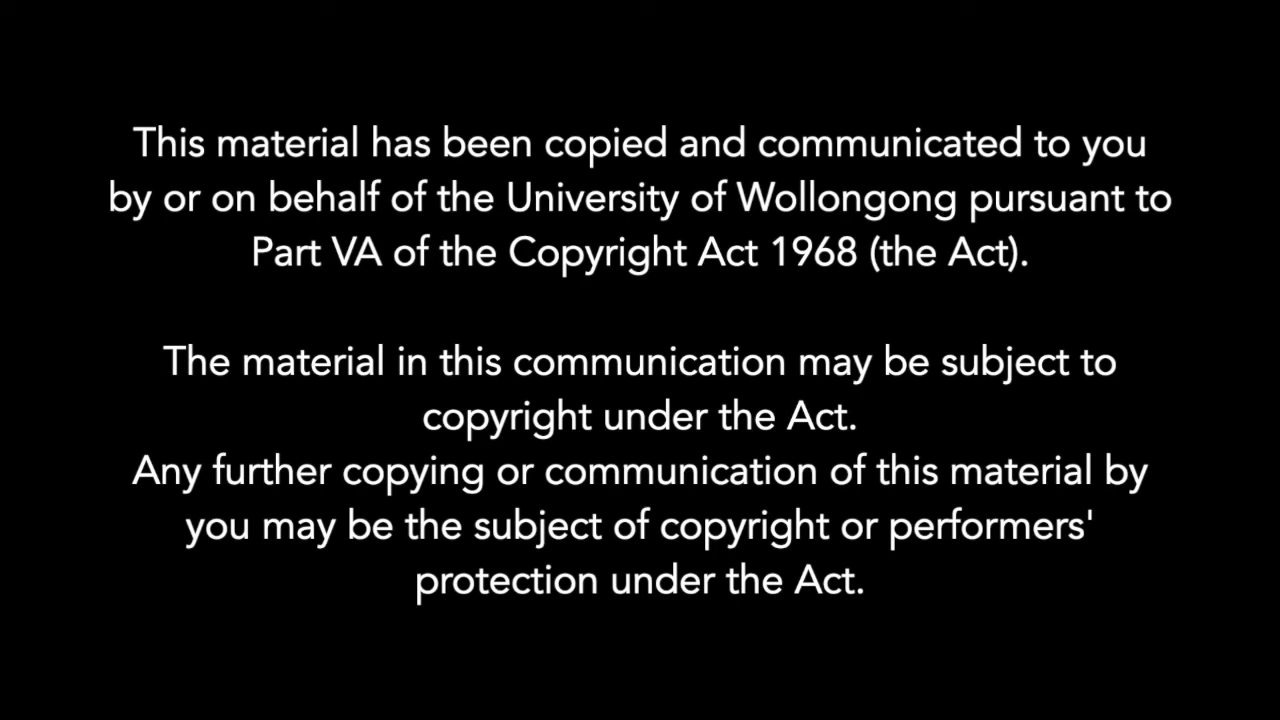 This material has been copied and communicated to you
by or on behalf of the University of Wollongong pursuant to
Part VA of the Copyright Act 1968 (the Act).
The material in this communication may be subject to
copyright under the Act.
Any further copying or communication of this material by
you may be the subject of copyright or performers'
protection under the Act.